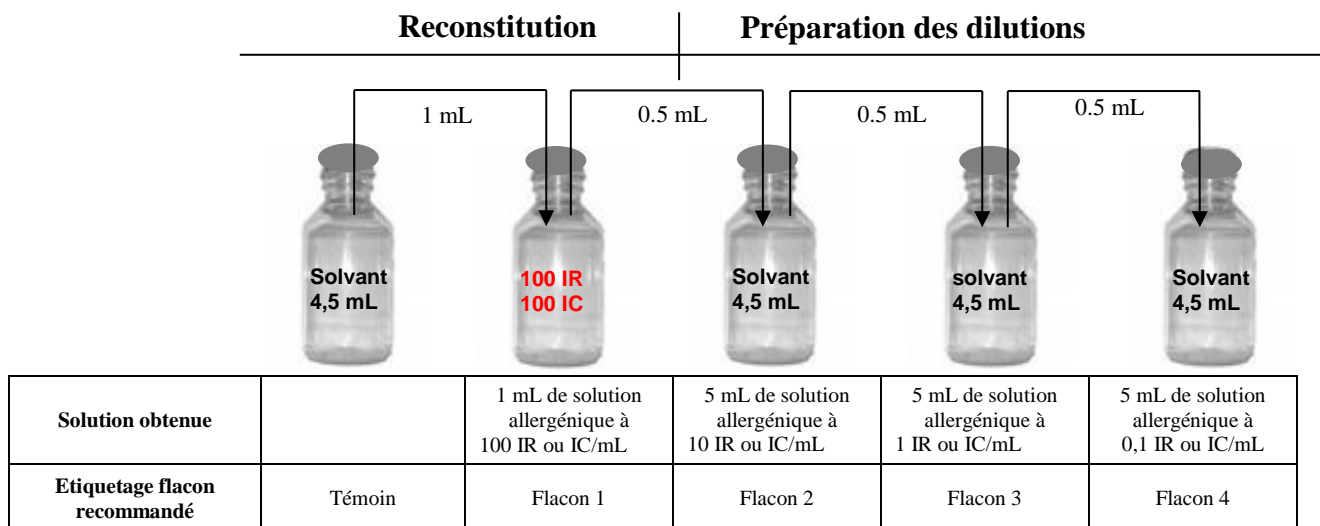 Reconstitution
Préparation des dilutions
1 mL
0.5 mL
0.5 mL
0.5 mL
Solvant
4,5 mL
100 IR
100 IC
Solvant
4,5 mL
solvant
4,5 mL
Solvant
4,5 mL
Solution obtenue
1 mL de solution
allergénique à
100 IR ou IC/mL
5 mL de solution
allergénique à
10 IR ou IC/mL
5 mL de solution
allergénique à
1 IR ou IC/mL
5 mL de solution
allergénique à
0,1 IR ou IC/mL
Etiquetage flacon
recommandé
Témoin
Flacon 1
Flacon 2
Flacon 3
Flacon 4